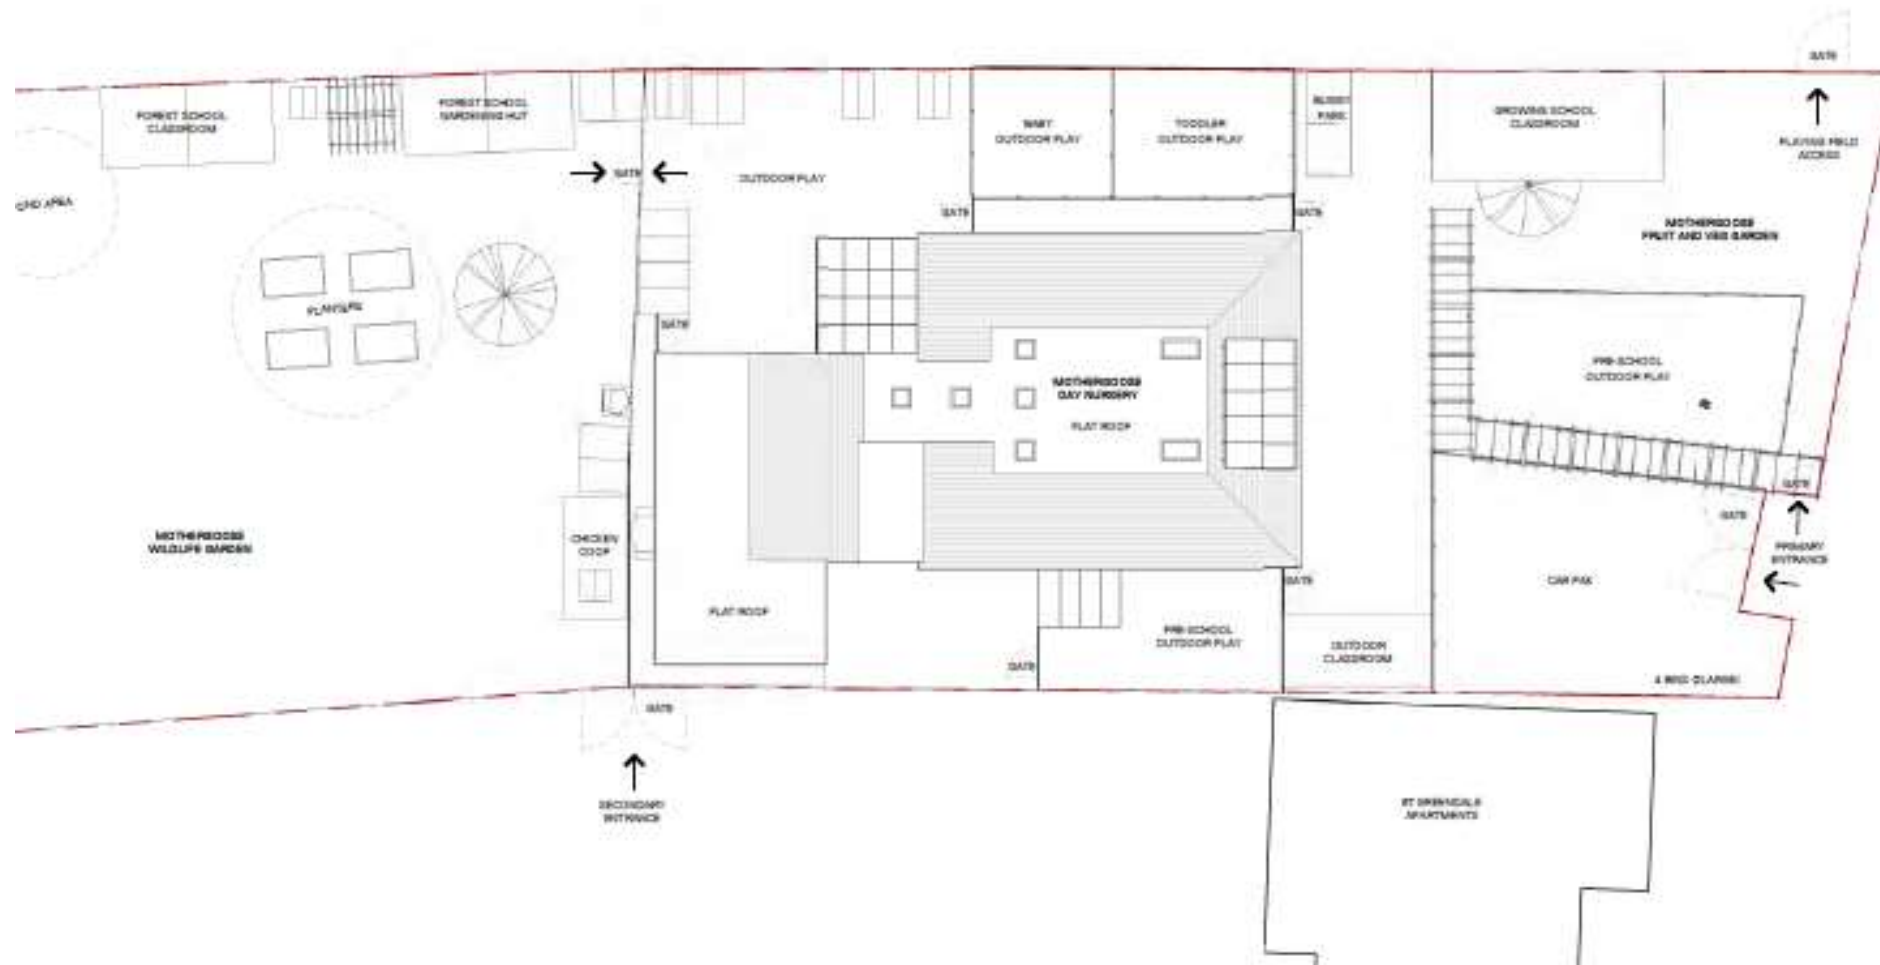 GATE
FOREST SCHOOL
CLASSROOM
FOREST SCHOOL
GARDENING HUT
BABY
OUTDOOR PLAY
TODDLER
OUTDOOR PLAY
BUGGY
PARK
GROWING SCHOOL
CLASSROOM
PLAYING FIELD
ACCESS
GATE
OUTDOOR PLAY
AREA
GATE
GATE
MOTHERGOOSE
FRUIT AND VEG GARDEN
PLANTERS
GATE
PRE-SCHOOL
OUTDOOR PLAY
MOTHERGOOSE
DAY NURSERY
FLAT ROOF
GATE
GATE
MOTHERGOOSE
WILDLIFE GARDEN
CHICKEN
COOP
PRIMARY
ENTRANCE
GATE
CAR PAK
FLAT ROOF
PRE-SCHOOL
OUTDOOR PLAY
OUTDOOR
CLASSROOM
GATE
GATE
SECONDARY
ENTRANCE
APARTMENTS